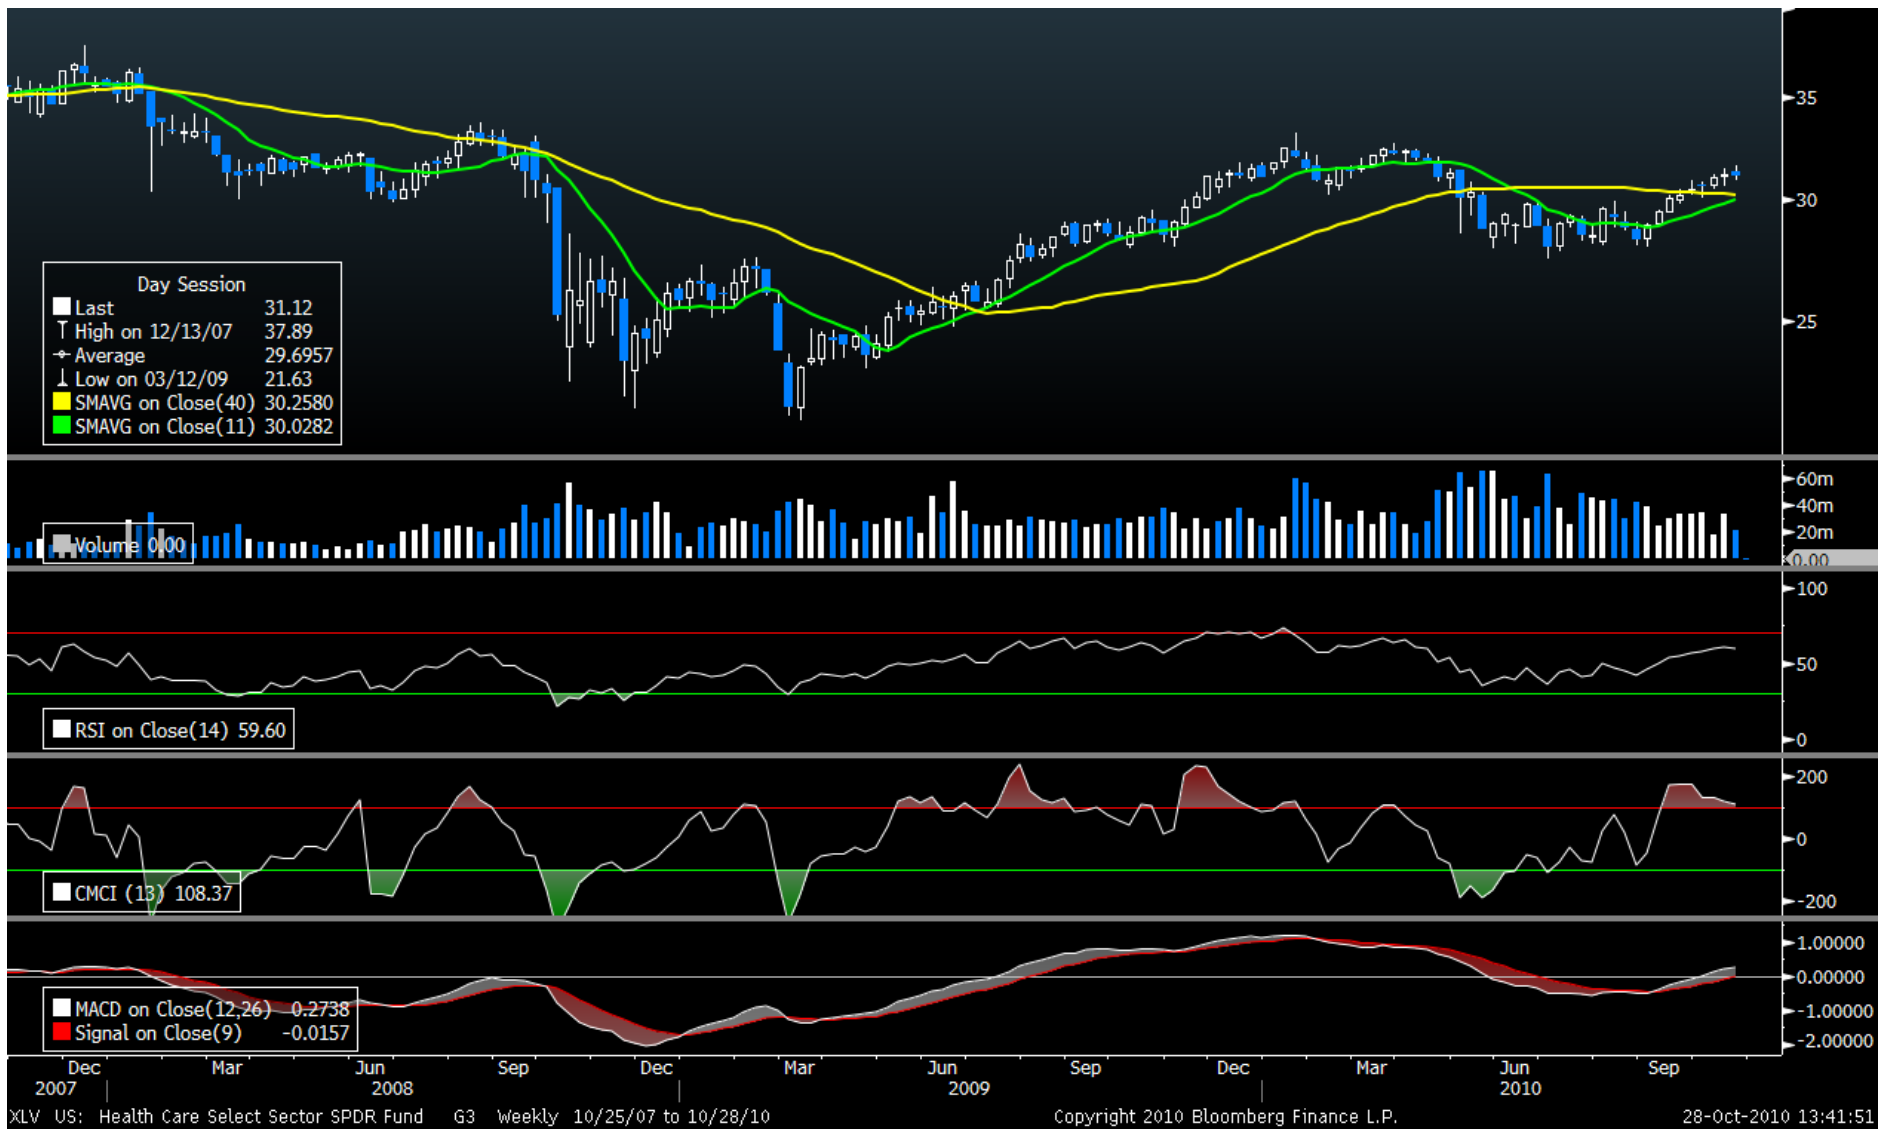 35
30
25
Day Session
Last 31.12
High on 12/13/07 37.89
Average 29.6957
Low on 03/12/09 21.63
SMAVG on Close(40) 30.2580
SMAVG on Close(11) 30.0282
60m
40m
20m
0.00
Volume 0.00
100
50
0
RSI on Close(14) 59.60
200
0
-200
CMCI (13) 108.37
1.00000
0.00000
-1.00000
-2.00000
MACD on Close(12,26) 0.2738
Signal on Close(9) -0.0157
Dec Mar Jun Sep Dec Mar Jun Sep Dec Mar Jun Sep
2007 2008 2009 2010
XLV US: Health Care Select Sector SPDR Fund G3 Weekly 10/25/07 to 10/28/10 Copyright 2010 Bloomberg Finance L.P. 28-Oct-2010 13:41:51